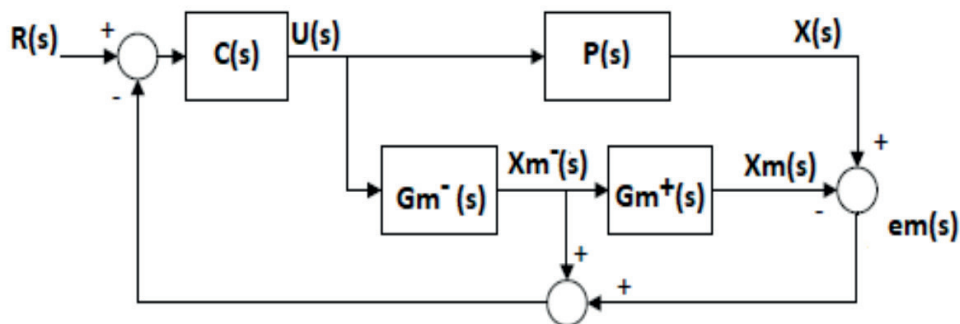 R(s)
+
-
C(s)
U(s)
P(s)
X(s)
+
Gm⁻ (s)
Xm⁻(s)
Gm⁺(s)
Xm(s)
-
em(s)
+
+